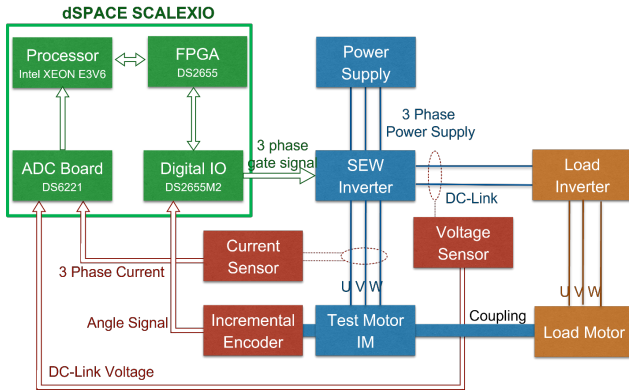 dSPACE SCALEXIO
Processor
Intel XEON E3V6
FPGA
DS2655
Power
Supply
3 Phase
Power Supply
3 phase
gate signal
ADC Board
DS6221
Digital IO
DS2655M2
SEW
Inverter
Load
Inverter
DC-Link
Current
Sensor
Voltage
Sensor
3 Phase Current
U V W
U V W
Angle Signal
Incremental
Encoder
Test Motor
IM
Coupling
Load Motor
DC-Link Voltage